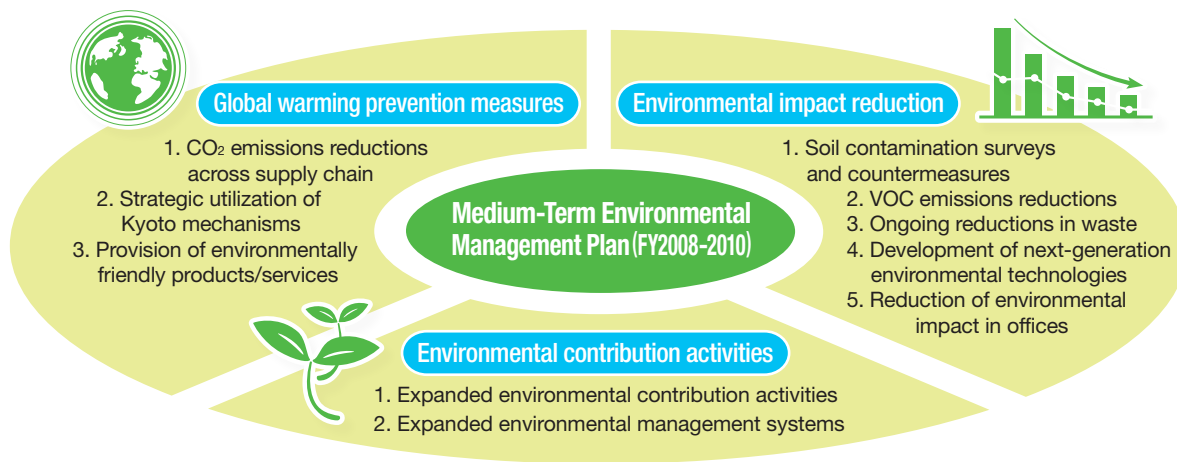 Global warming prevention measures
1. CO₂ emissions reductions
across supply chain
2. Strategic utilization of
Kyoto mechanisms
3. Provision of environmentally
friendly products/services
Environmental impact reduction
1. Soil contamination surveys
and countermeasures
2. VOC emissions reductions
3. Ongoing reductions in waste
4. Development of next-generation
environmental technologies
5. Reduction of environmental
impact in offices
Medium-Term Environmental
Management Plan (FY2008-2010)
Environmental contribution activities
1. Expanded environmental contribution activities
2. Expanded environmental management systems